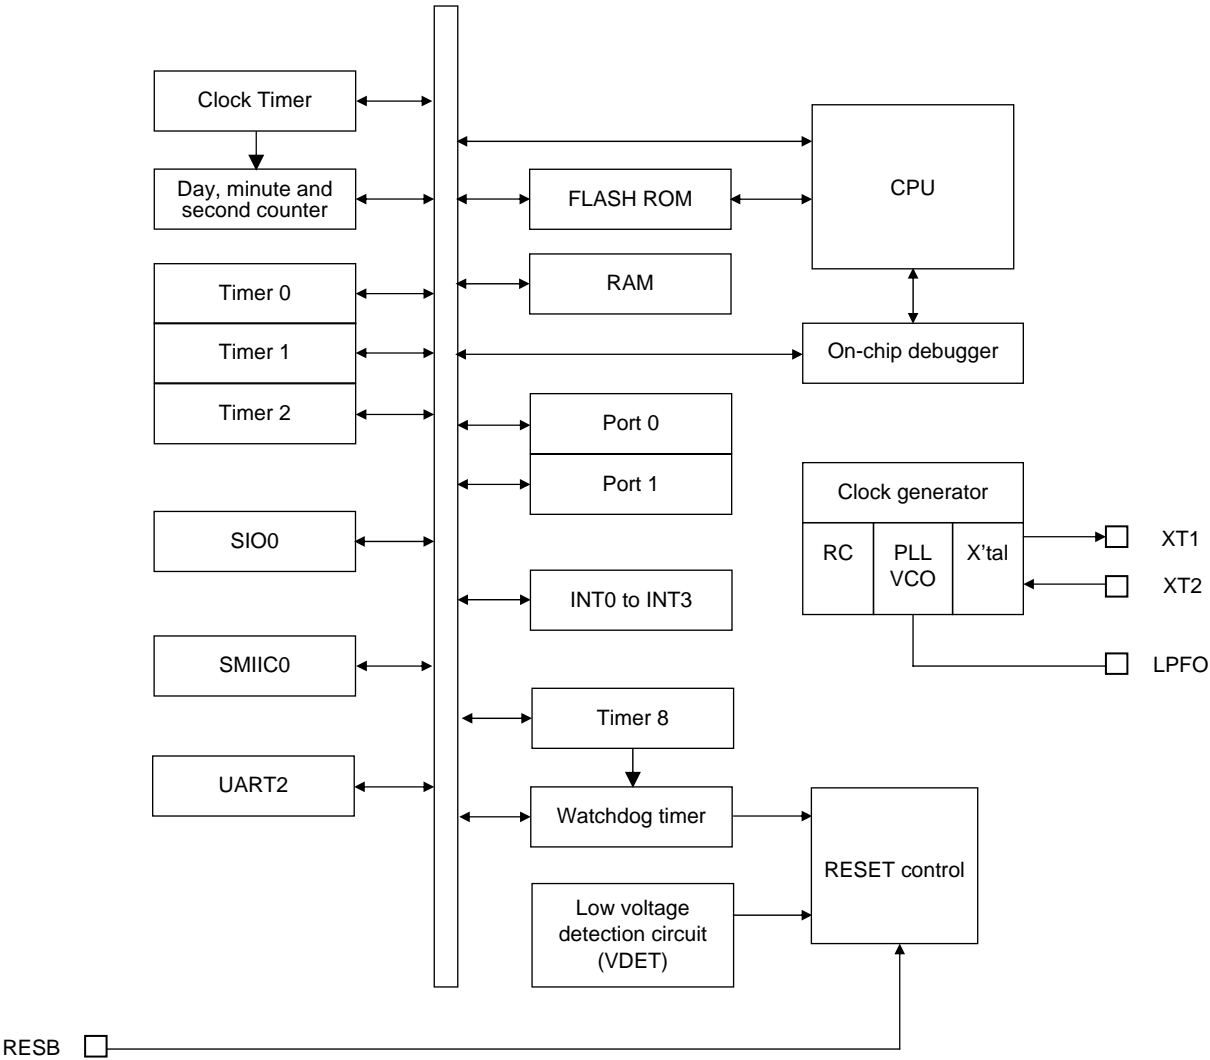 Clock Timer
Day, minute and
second counter
Timer 0
Timer 1
Timer 2
SIO0
SMIIC0
UART2
FLASH ROM
RAM
Port 0
Port 1
INT0 to INT3
Timer 8
Watchdog timer
Low voltage
detection circuit
(VDET)
CPU
On-chip debugger
Clock generator
RC
PLL
VCO
X’tal
XT1
XT2
LPFO
RESET control
RESB